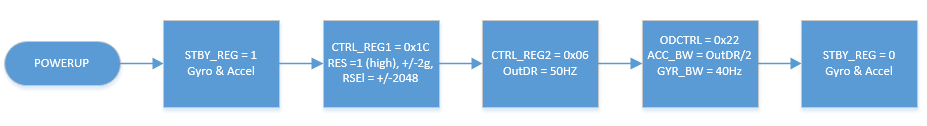 POWERUP
STBY_REG = 1
Gyro & Accel
CTRL_REG1 = 0x1C
RES =1 (high), +/-2g,
RSEl = +/-2048
CTRL_REG2 = 0x06
OutDR = 50HZ
ODCTRL = 0x22
ACC_BW = OutDR/2
GYR_BW = 40Hz
STBY_REG = 0
Gyro & Accel